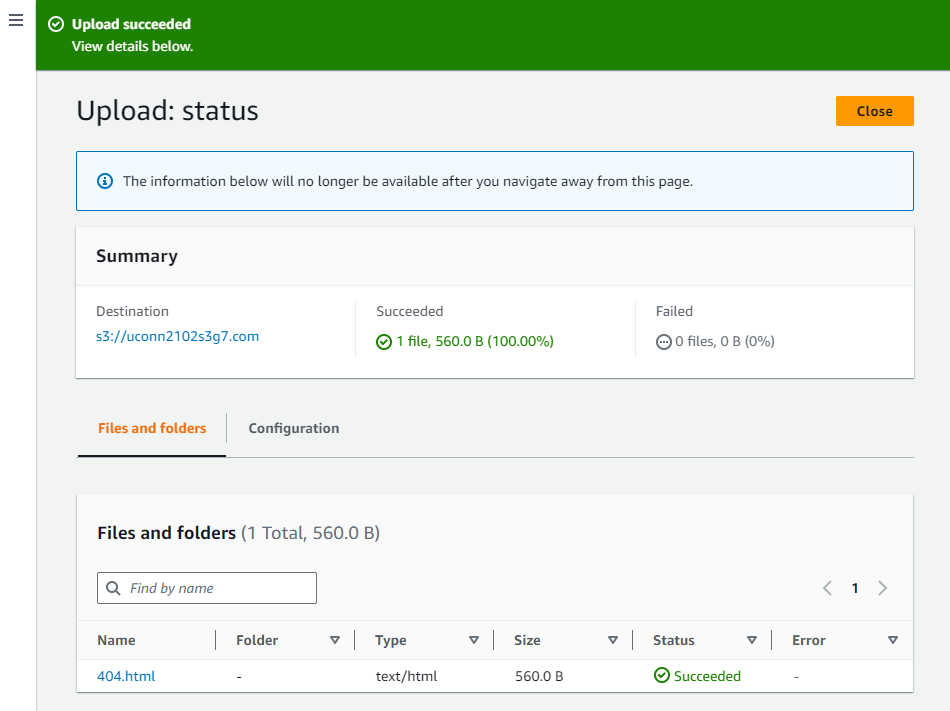 Upload succeeded
View details below.
Upload: status
Close
The information below will no longer be available after you navigate away from this page.
Summary
Destination
s3://uconn2102s3g7.com
Succeeded
1 file, 560.0 B (100.00%)
Failed
0 files, 0 B (0%)
Files and folders
Configuration
Files and folders (1 Total, 560.0 B)
Find by name
1
Name Folder Type Size Status Error
404.html - text/html 560.0 B Succeeded -